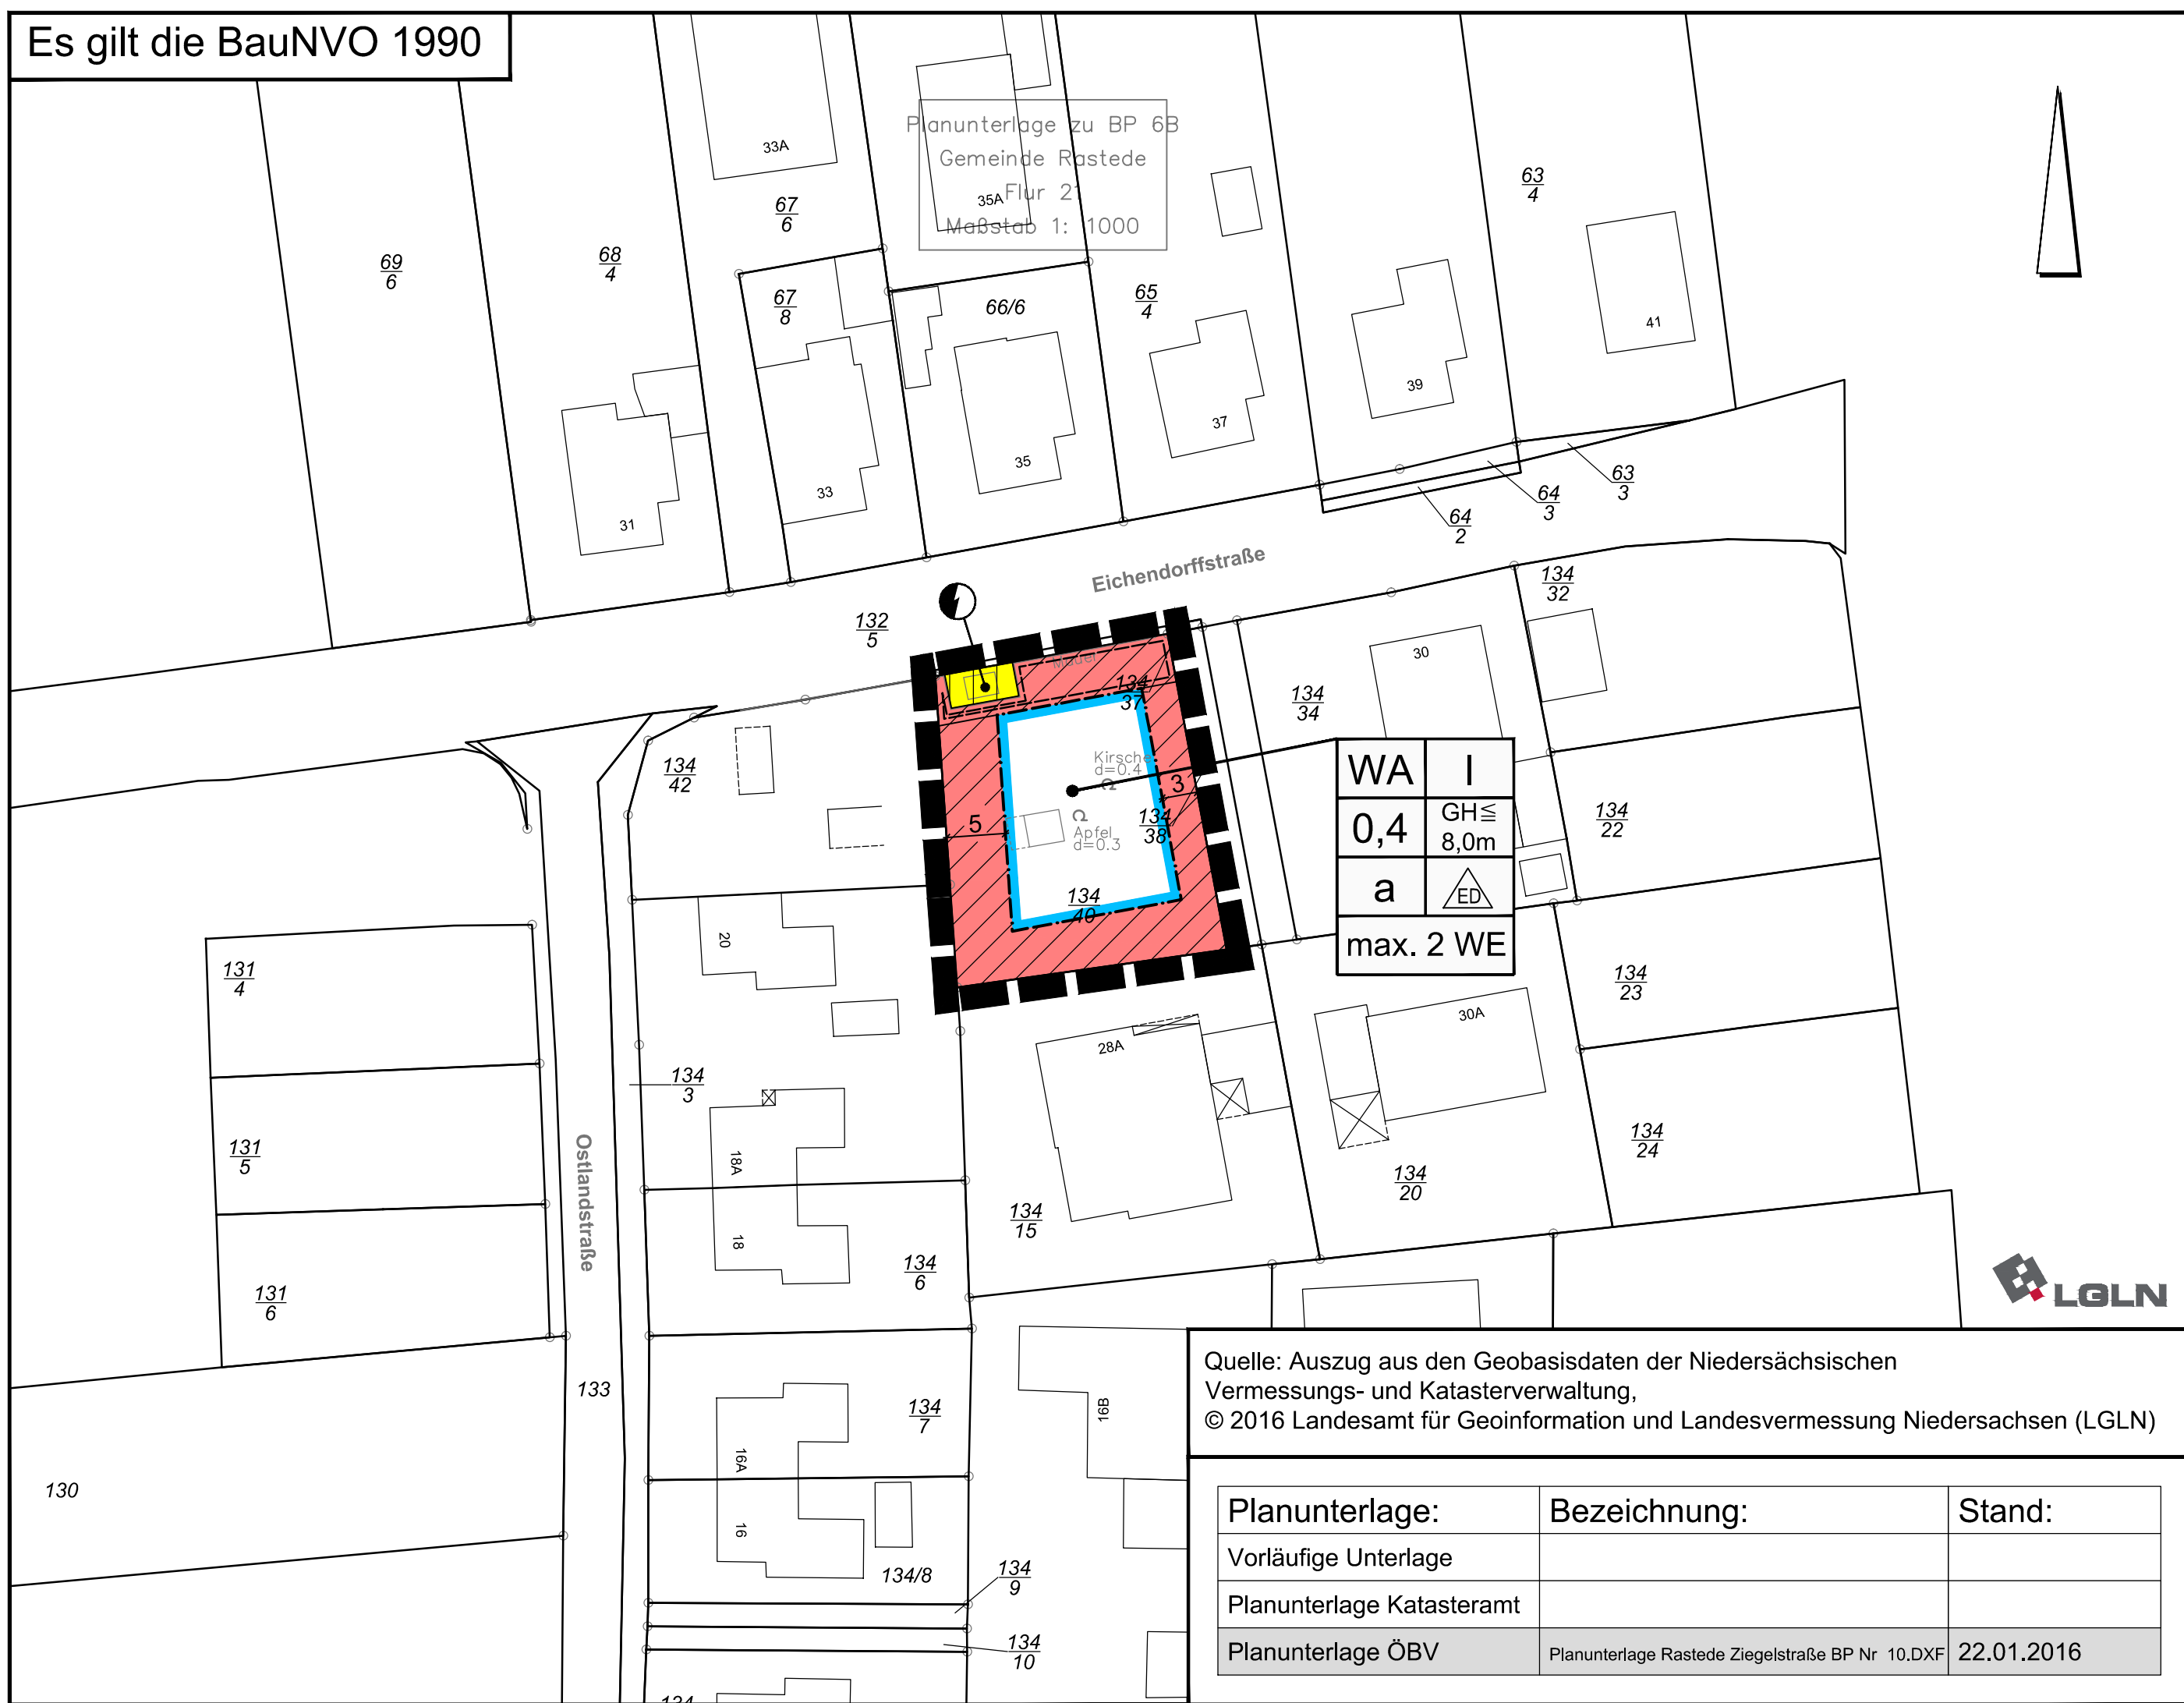 Es gilt die BauNVO 1990
Planunterlage zu BP 6B
Gemeinde Rastede
Flur 21
Maßstab 1: 1000
33A
35A
67
6
63
4
69
6
68
4
67
8
66/6
65
4
41
39
37
35
33
31
63
3
64
3
64
2
Eichendorffstraße
132
5
134
32
30
Mauer
134
37
134
34
134
42
Kirsche
d=0.4
3
5
Apfel
d=0.3
134
38
134
40
WA
I
0,4
GH≦
8,0m
a
ED
max. 2 WE
134
22
20
131
4
134
23
30A
28A
134
3
131
5
Ostlandstraße
18A
134
24
134
20
134
15
18
134
6
131
6
LGLN
133
134
7
16B
16A
130
16
134/8
134
9
134
10
134
Quelle: Auszug aus den Geobasisdaten der Niedersächsischen
Vermessungs- und Katasterverwaltung,
© 2016 Landesamt für Geoinformation und Landesvermessung Niedersachsen (LGLN)
Planunterlage: Bezeichnung: Stand:
Vorläufige Unterlage
Planunterlage Katasteramt
Planunterlage ÖBV Planunterlage Rastede Ziegelstraße BP Nr 10.DXF 22.01.2016